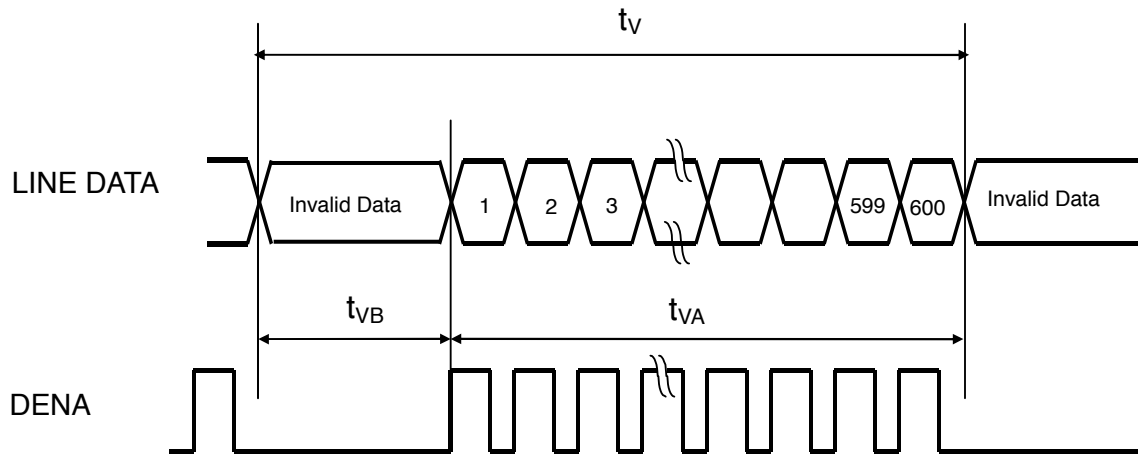 tV
LINE DATA
Invalid Data
1
2
3
599
600
Invalid Data
tVB
tVA
DENA